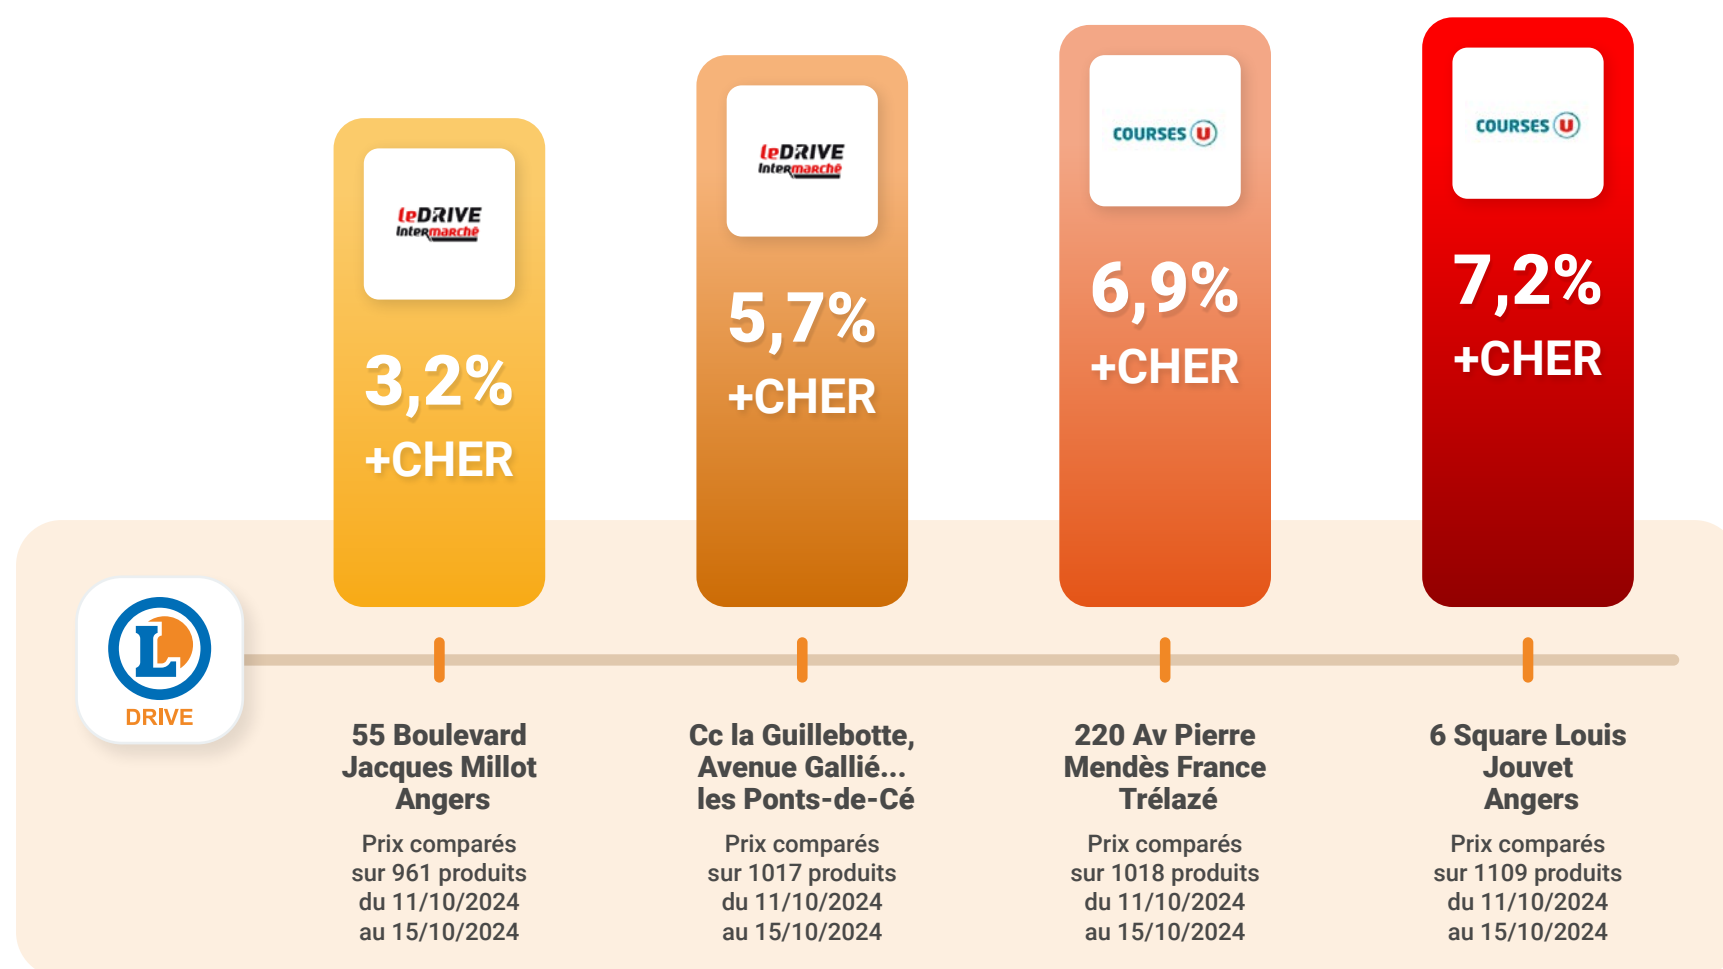 leDRIVE
Intermarché
3,2%
+CHER
leDRIVE
Intermarché
5,7%
+CHER
COURSES U
6,9%
+CHER
COURSES U
7,2%
+CHER
L
DRIVE
55 Boulevard
Jacques Millot
Angers
Prix comparés
sur 961 produits
du 11/10/2024
au 15/10/2024
Cc la Guillebotte,
Avenue Gallié...
les Ponts-de-Cé
Prix comparés
sur 1017 produits
du 11/10/2024
au 15/10/2024
220 Av Pierre
Mendès France
Trélazé
Prix comparés
sur 1018 produits
du 11/10/2024
au 15/10/2024
6 Square Louis
Jouvet
Angers
Prix comparés
sur 1109 produits
du 11/10/2024
au 15/10/2024